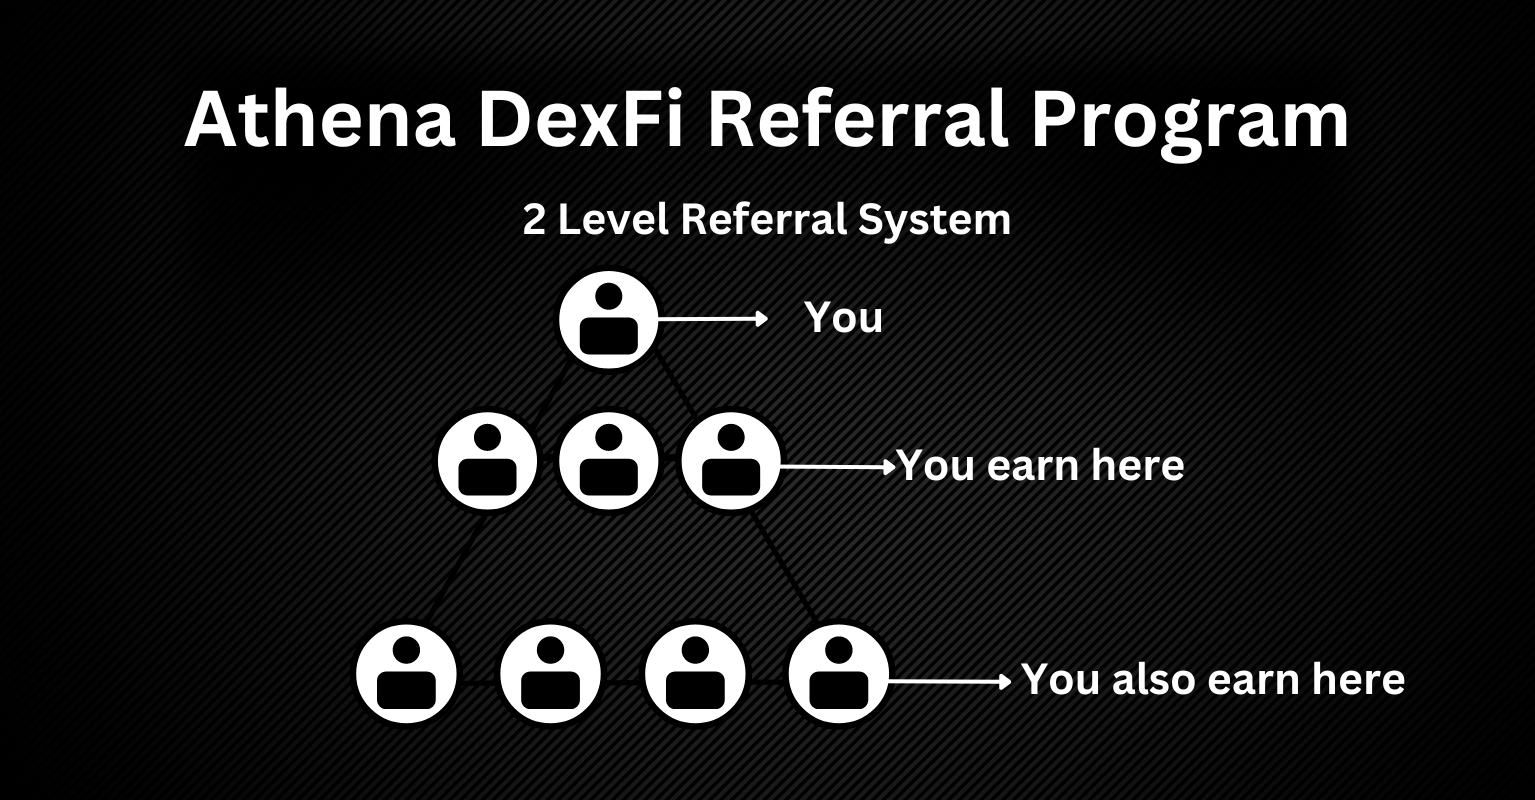 Athena DexFi Referral Program
2 Level Referral System
You
You earn here
You also earn here